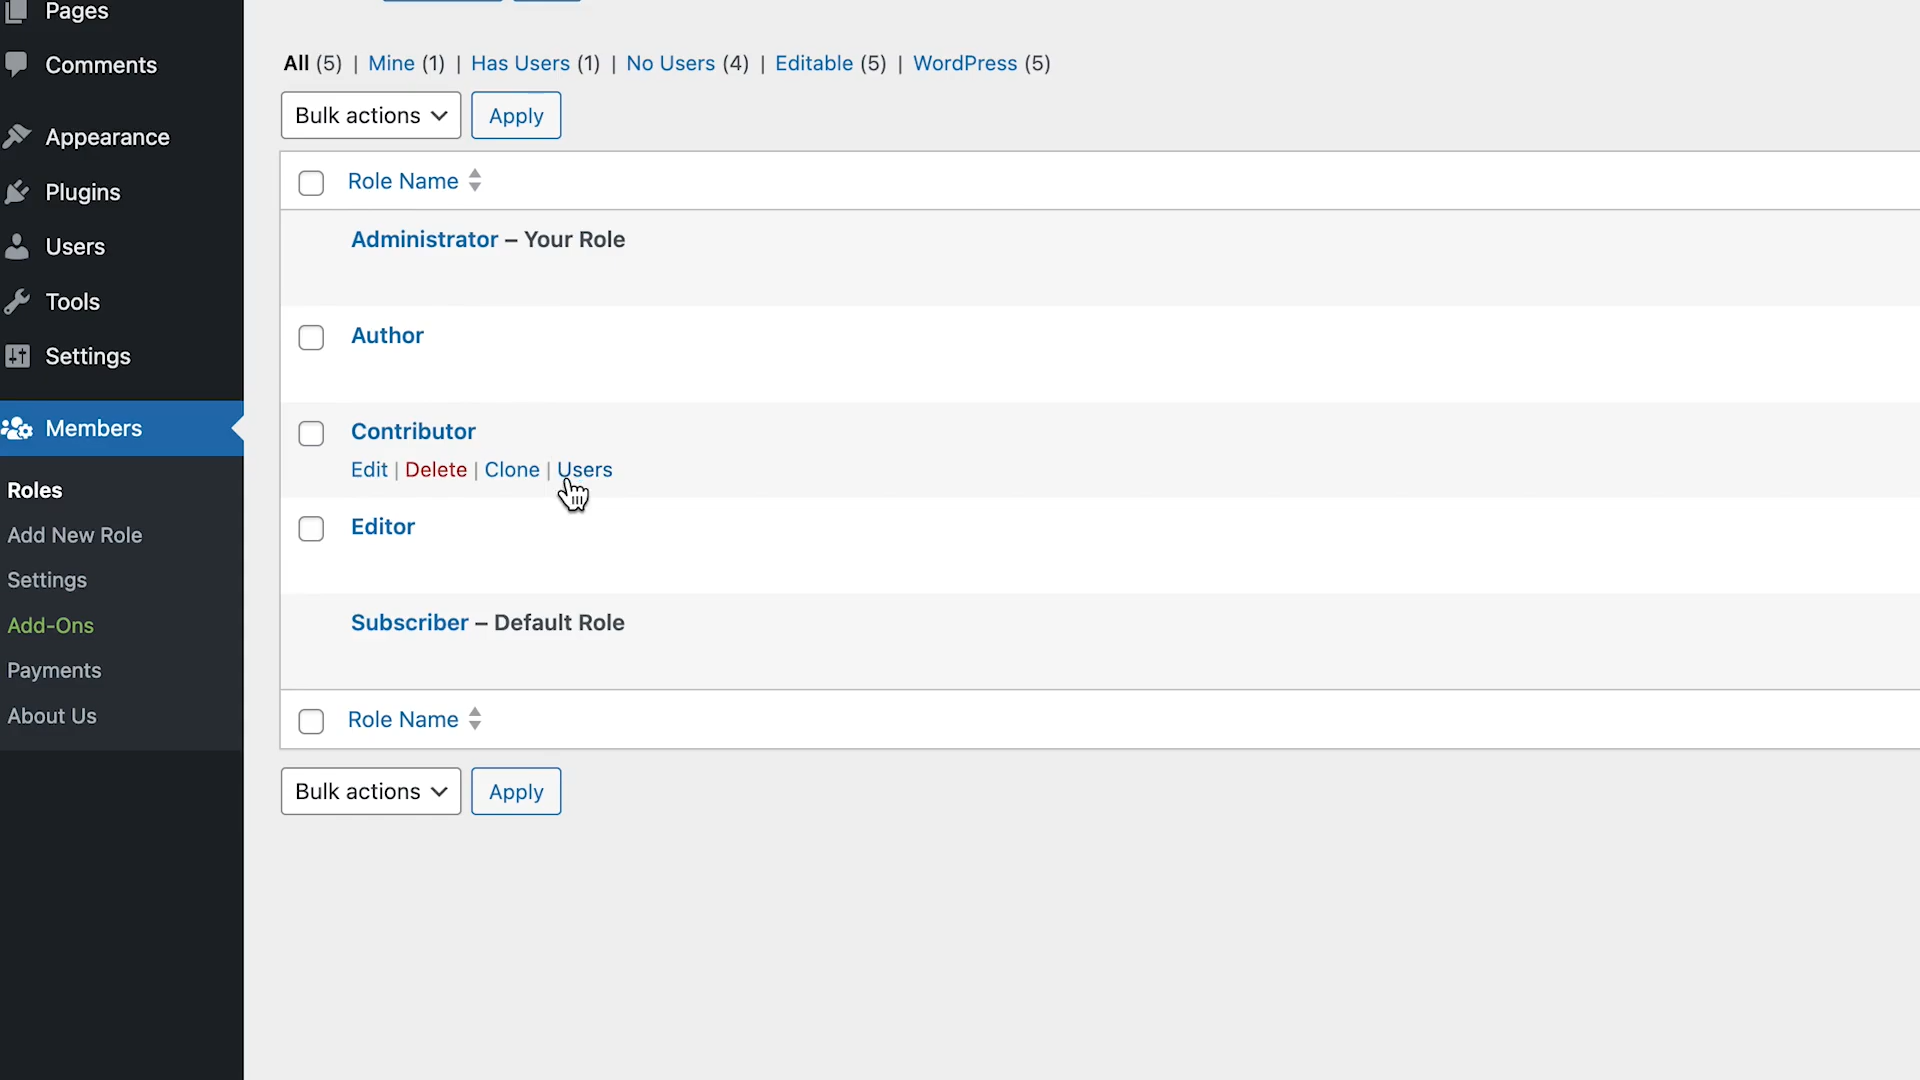 Pages
Comments
Appearance
Plugins
Users
Tools
Settings
Members
Roles
Add New Role
Settings
Add-Ons
Payments
About Us
All (5) | Mine (1) | Has Users (1) | No Users (4) | Editable (5) | WordPress (5)
Bulk actions Apply
Role Name
Administrator – Your Role
Author
Contributor
Edit | Delete | Clone | Users
Editor
Subscriber – Default Role
Role Name
Bulk actions Apply